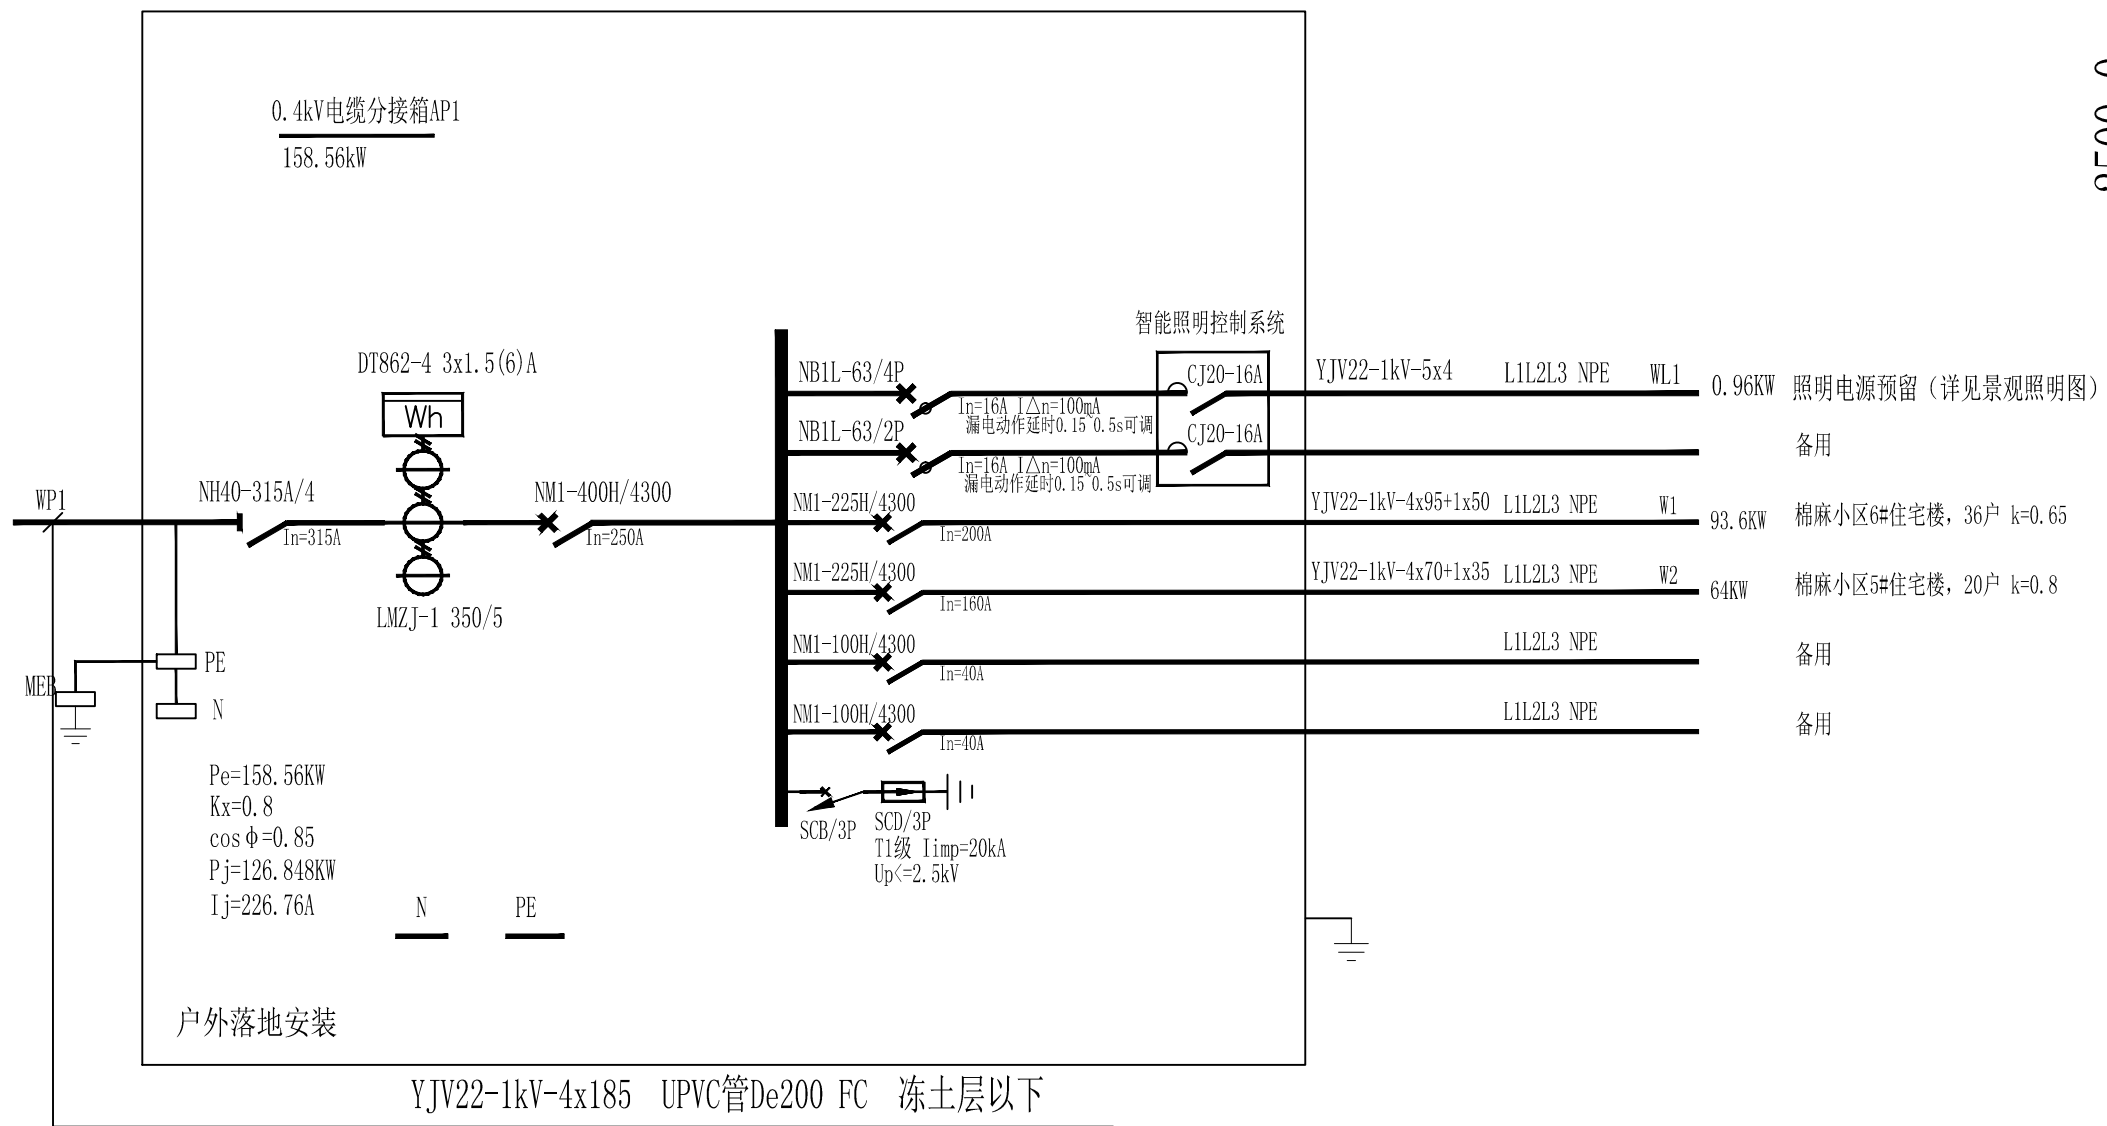 0.4kV电缆分接箱AP1
158.56kW
智能照明控制系统
DT862-4 3x1.5(6)A
Wh
NH40-315A/4
In=315A
LMZJ-1 350/5
NM1-400H/4300
In=250A
WP1
PE
MEB
N
NB1L-63/4P
In=16A I△n=100mA
漏电动作延时0.15~0.5s可调
CJ20-16A
YJV22-1kV-5x4 L1L2L3 NPE WL1 0.96KW 照明电源预留（详见景观照明图）
NB1L-63/2P
In=16A I△n=100mA
漏电动作延时0.15~0.5s可调
CJ20-16A
备用
NM1-225H/4300
In=200A
YJV22-1kV-4x95+1x50 L1L2L3 NPE W1 93.6KW 棉麻小区6#住宅楼，36户 k=0.65
NM1-225H/4300
In=160A
YJV22-1kV-4x70+1x35 L1L2L3 NPE W2 64KW 棉麻小区5#住宅楼，20户 k=0.8
NM1-100H/4300
In=40A
L1L2L3 NPE 备用
NM1-100H/4300
In=40A
L1L2L3 NPE 备用
SCB/3P
SCD/3P
T1级 Iimp=20kA
Up<=2.5kV
Pe=158.56KW
Kx=0.8
cosφ=0.85
Pj=126.848KW
Ij=226.76A
N PE
户外落地安装
YJV22-1kV-4x185 UPVC管De200 FC 冻土层以下